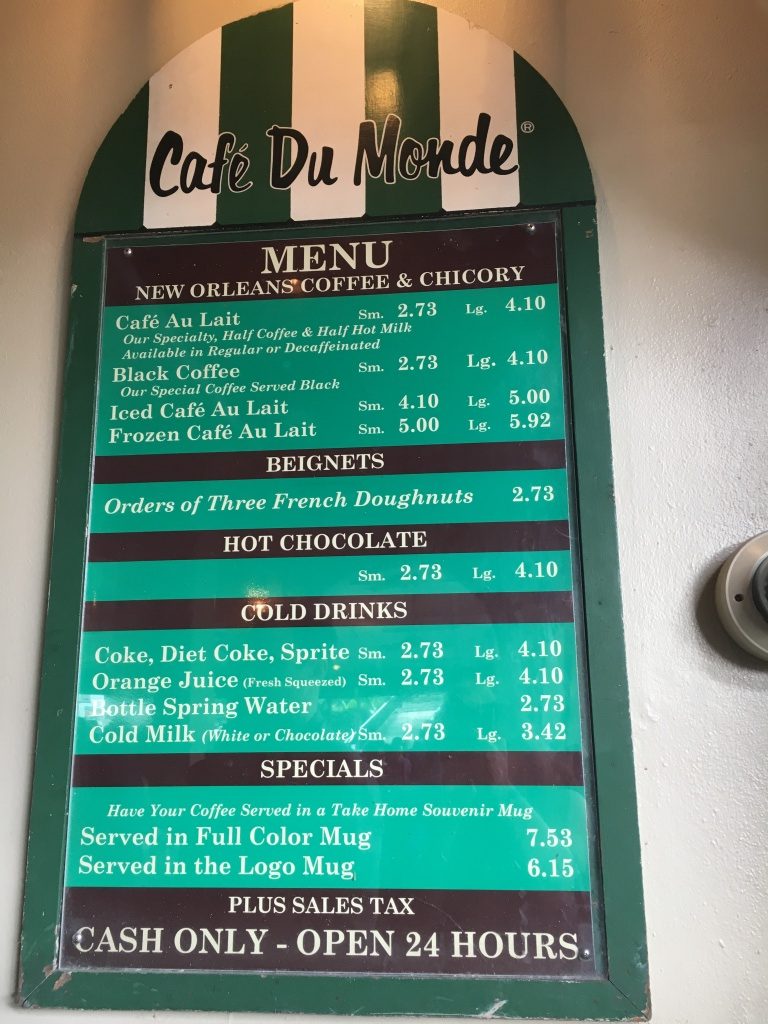 Café Du Monde®
MENU
NEW ORLEANS COFFEE & CHICORY
Café Au Lait Sm. 2.73 Lg. 4.10
Our Specialty, Half Coffee & Half Hot Milk
Available in Regular or Decaffeinated
Black Coffee Sm. 2.73 Lg. 4.10
Our Special Coffee Served Black
Iced Café Au Lait Sm. 4.10 Lg. 5.00
Frozen Café Au Lait Sm. 5.00 Lg. 5.92
BEIGNETS
Orders of Three French Doughnuts 2.73
HOT CHOCOLATE
Sm. 2.73 Lg. 4.10
COLD DRINKS
Coke, Diet Coke, Sprite Sm. 2.73 Lg. 4.10
Orange Juice (Fresh Squeezed) Sm. 2.73 Lg. 4.10
Bottle Spring Water 2.73
Cold Milk (White or Chocolate) Sm. 2.73 Lg. 3.42
SPECIALS
Have Your Coffee Served in a Take Home Souvenir Mug
Served in Full Color Mug 7.53
Served in the Logo Mug 6.15
PLUS SALES TAX
CASH ONLY - OPEN 24 HOURS